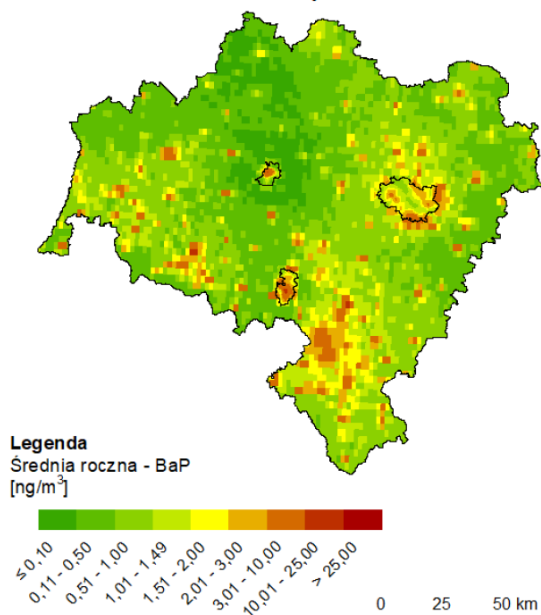 Legenda
Średnia roczna - BaP
[ng/m³]
≤ 0,10
0,11 - 0,50
0,51 - 1,00
1,01 - 1,49
1,51 - 2,00
2,01 - 3,00
3,01 - 10,00
10,01 - 25,00
> 25,00
0 25 50 km